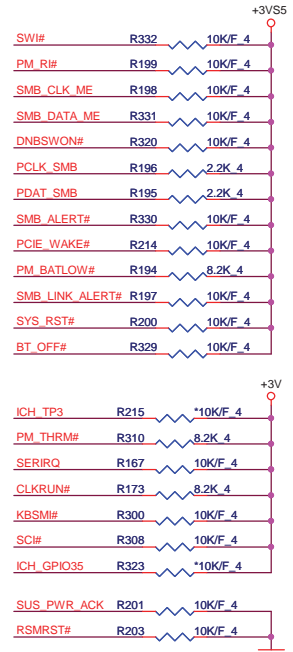 +3VS5
SWI# R332 10K/F_4
PM_RI# R199 10K/F_4
SMB_CLK_ME R198 10K/F_4
SMB_DATA_ME R331 10K/F_4
DNBSWON# R320 10K/F_4
PCLK_SMB R196 2.2K_4
PDAT_SMB R195 2.2K_4
SMB_ALERT# R330 10K/F_4
PCIE_WAKE# R214 10K/F_4
PM_BATLOW# R194 8.2K_4
SMB_LINK_ALERT# R197 10K/F_4
SYS_RST# R200 10K/F_4
BT_OFF# R329 10K/F_4
+3V
ICH_TP3 R215 *10K/F_4
PM_THRM# R310 8.2K_4
SERIRQ R167 10K/F_4
CLKRUN# R173 8.2K_4
KBSMI# R300 10K/F_4
SCI# R308 10K/F_4
ICH_GPIO35 R323 *10K/F_4
SUS_PWR_ACK R201 10K/F_4
RSMRST# R203 10K/F_4